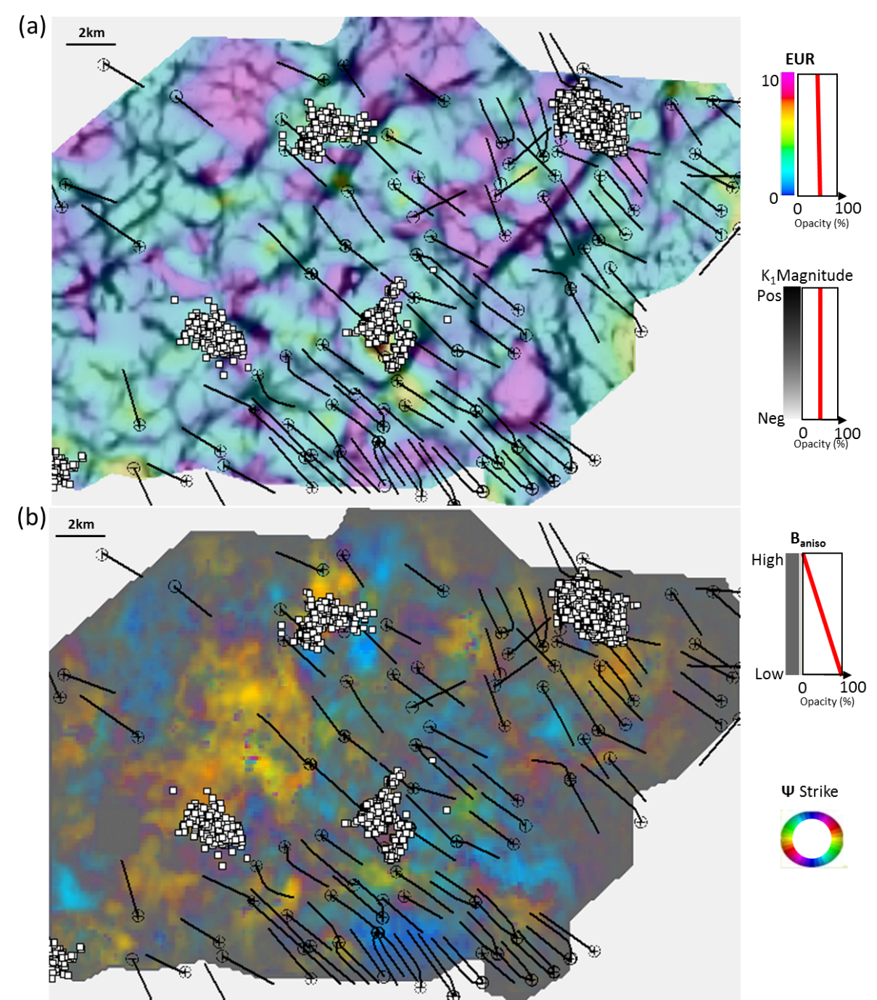 (a)
2km
EUR
10
0
0 100
Opacity (%)
K1Magnitude
Pos
Neg
0 100
Opacity (%)
(b)
2km
Baniso
High
Low
0 100
Opacity (%)
Ψ Strike